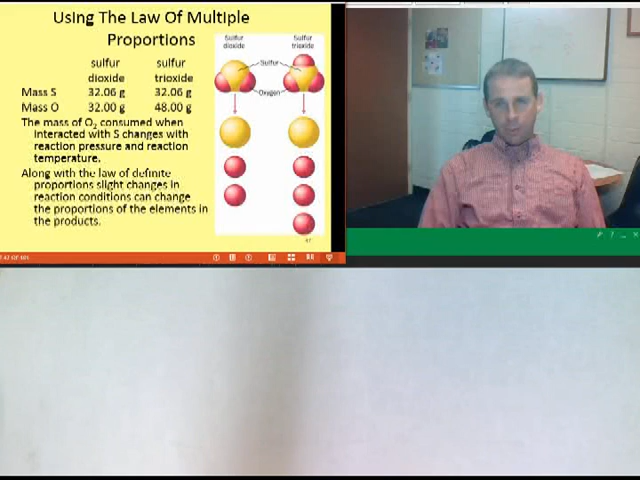 Using The Law Of Multiple
Proportions
sulfur sulfur
dioxide trioxide
Mass S 32.06 g 32.06 g
Mass O 32.00 g 48.00 g
The mass of O₂ consumed when
interacted with S changes with
reaction pressure and reaction
temperature.
Along with the law of definite
proportions slight changes in
reaction conditions can change
the proportions of the elements in
the products.
Sulfur
dioxide
Sulfur
trioxide
Sulfur
Oxygen
47